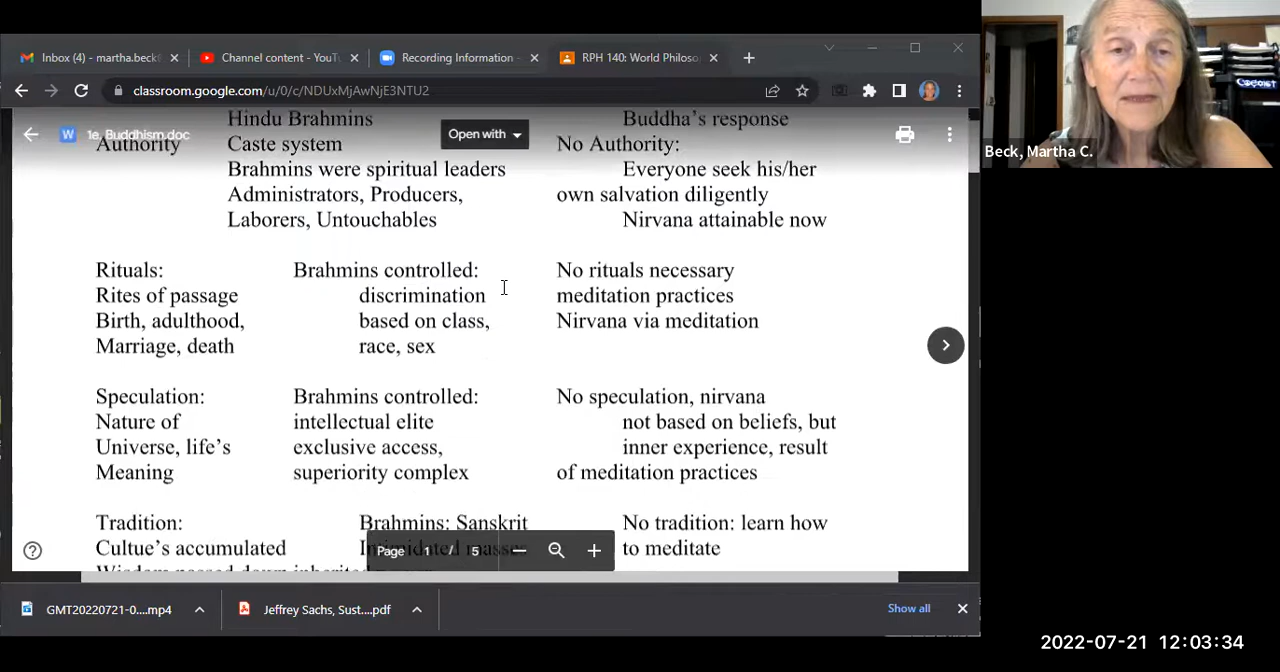 Inbox (4) - martha.beck@
Channel content - YouTu
Recording Information -
RPH 140: World Philoso
classroom.google.com/u/0/c/NDUxMjAwNjE3NTU2
Hindu Brahmins Buddha's response
1e, Buddhism.doc
Open with
Authority Caste system No Authority:
Brahmins were spiritual leaders Everyone seek his/her
Administrators, Producers, own salvation diligently
Laborers, Untouchables Nirvana attainable now
Rituals: Brahmins controlled: No rituals necessary
Rites of passage discrimination meditation practices
Birth, adulthood, based on class, Nirvana via meditation
Marriage, death race, sex
Speculation: Brahmins controlled: No speculation, nirvana
Nature of intellectual elite not based on beliefs, but
Universe, life's exclusive access, inner experience, result
Meaning superiority complex of meditation practices
Tradition: Brahmins: Sanskrit No tradition: learn how
Cultue's accumulated Intimidated masses to meditate
Page 1 / 5
Wisdom passed down inherited
GMT20220721-0....mp4
Jeffrey Sachs, Sust....pdf
Show all
Beck, Martha C.
COEXIST
2022-07-21 12:03:34